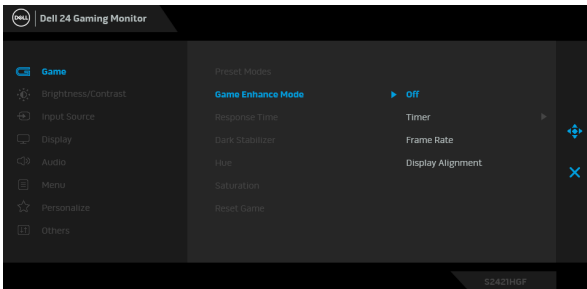 DELL Dell 24 Gaming Monitor
Game
Brightness/Contrast
Input Source
Display
Audio
Menu
Personalize
Others
Preset Modes
Game Enhance Mode
Response Time
Dark Stabilizer
Hue
Saturation
Reset Game
Off
Timer
Frame Rate
Display Alignment
S2421HGF